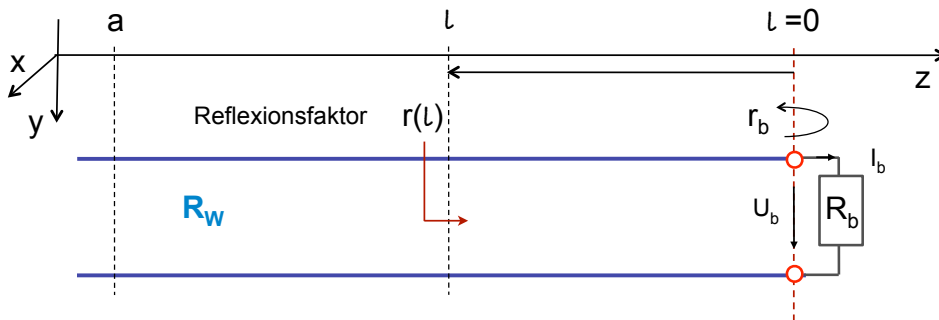 a
ℓ
ℓ =0
x
y
z
Reflexionsfaktor
r(ℓ)
r_b
R_W
U_b
I_b
R_b